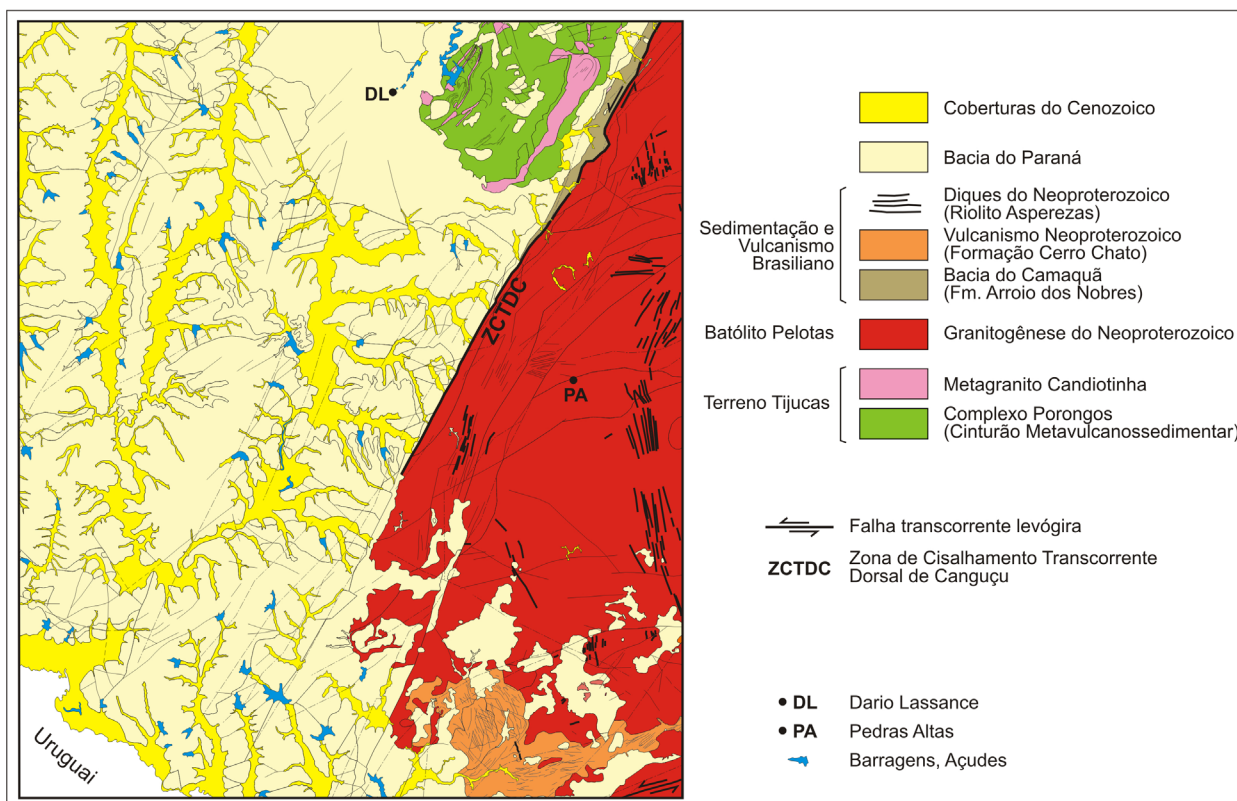 DL
ZCTDC
PA
Uruguai
Coberturas do Cenozoico
Bacia do Paraná
Sedimentação e
Vulcanismo
Brasiliano
Diques do Neoproterozoico
(Riolito Asperezas)
Vulcanismo Neoproterozoico
(Formação Cerro Chato)
Bacia do Camaquã
(Fm. Arroio dos Nobres)
Batólito Pelotas
Granitogênese do Neoproterozoico
Terreno Tijucas
Metagranito Candiotinha
Complexo Porongos
(Cinturão Metavulcanossedimentar)
Falha transcorrente levógira
ZCTDC
Zona de Cisalhamento Transcorrente
Dorsal de Canguçu
DL Dario Lassance
PA Pedras Altas
Barragens, Açudes